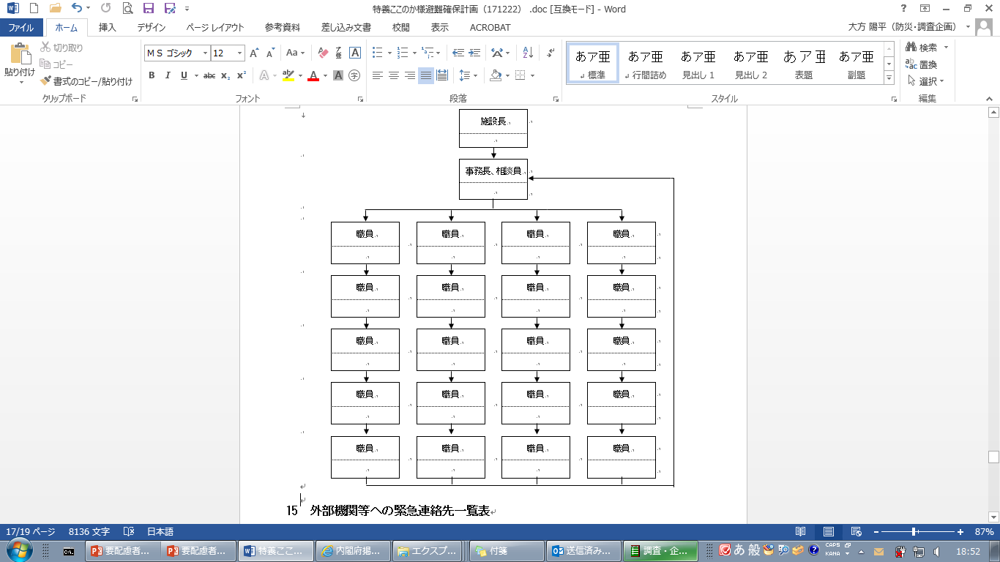 特養ここのか様避難確保計画（171222） .doc [互換モード] - Word
ファイル ホーム 挿入 デザイン ページ レイアウト 参考資料 差し込み文書 校閲 表示 ACROBAT 大方 陽平（防災・調査企画）
貼り付け 切り取り コピー 書式のコピー/貼り付け
クリップボード
ＭＳ ゴシック 12
フォント
段落
あア亜 標準
あア亜 行間詰め
あア亜 見出し 1
あア亜 見出し 2
あア亜 表題
あア亜 副題
スタイル
検索
置換
選択
編集
施設長
事務長、相談員
職員 職員 職員 職員
職員 職員 職員 職員
職員 職員 職員 職員
職員 職員 職員 職員
職員 職員 職員 職員
15 外部機関等への緊急連絡先一覧表
17/19 ページ 8136 文字 日本語 87%
要配慮者... 要配慮者... 特養ここ... 内閣府援... エクスプ... 付箋 送信済み... 調査・企... あ 般 CAPS KANA 18:52